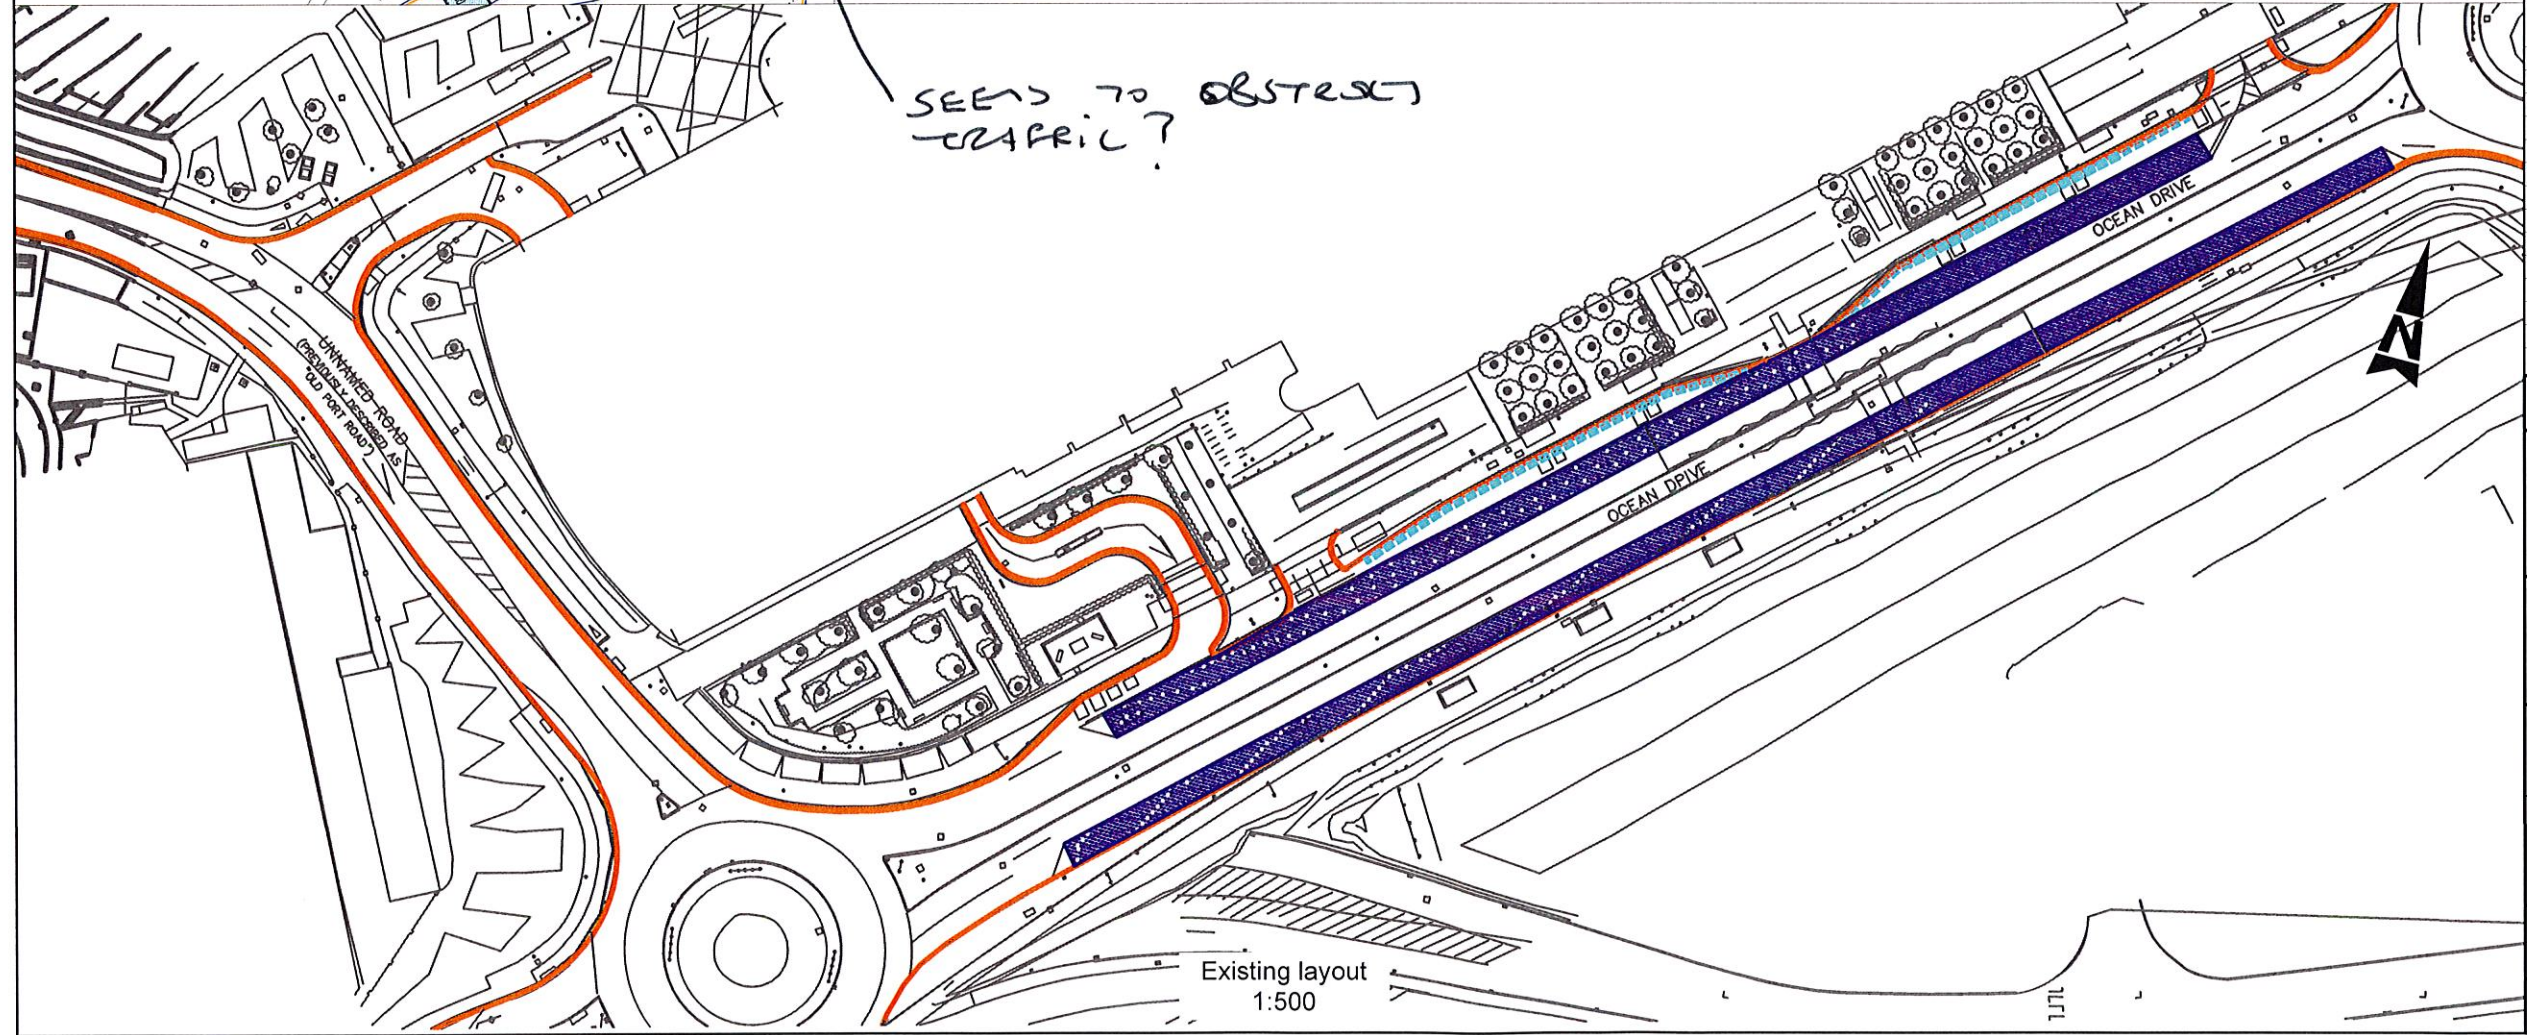 SEEMS TO OBSTRUCT
TRAFFIC?
OCEAN DRIVE
UNNAMED ROAD
(PREVIOUSLY DESCRIBED AS
"OLD PORT ROAD")
OCEAN DRIVE
N
Existing layout
1:500